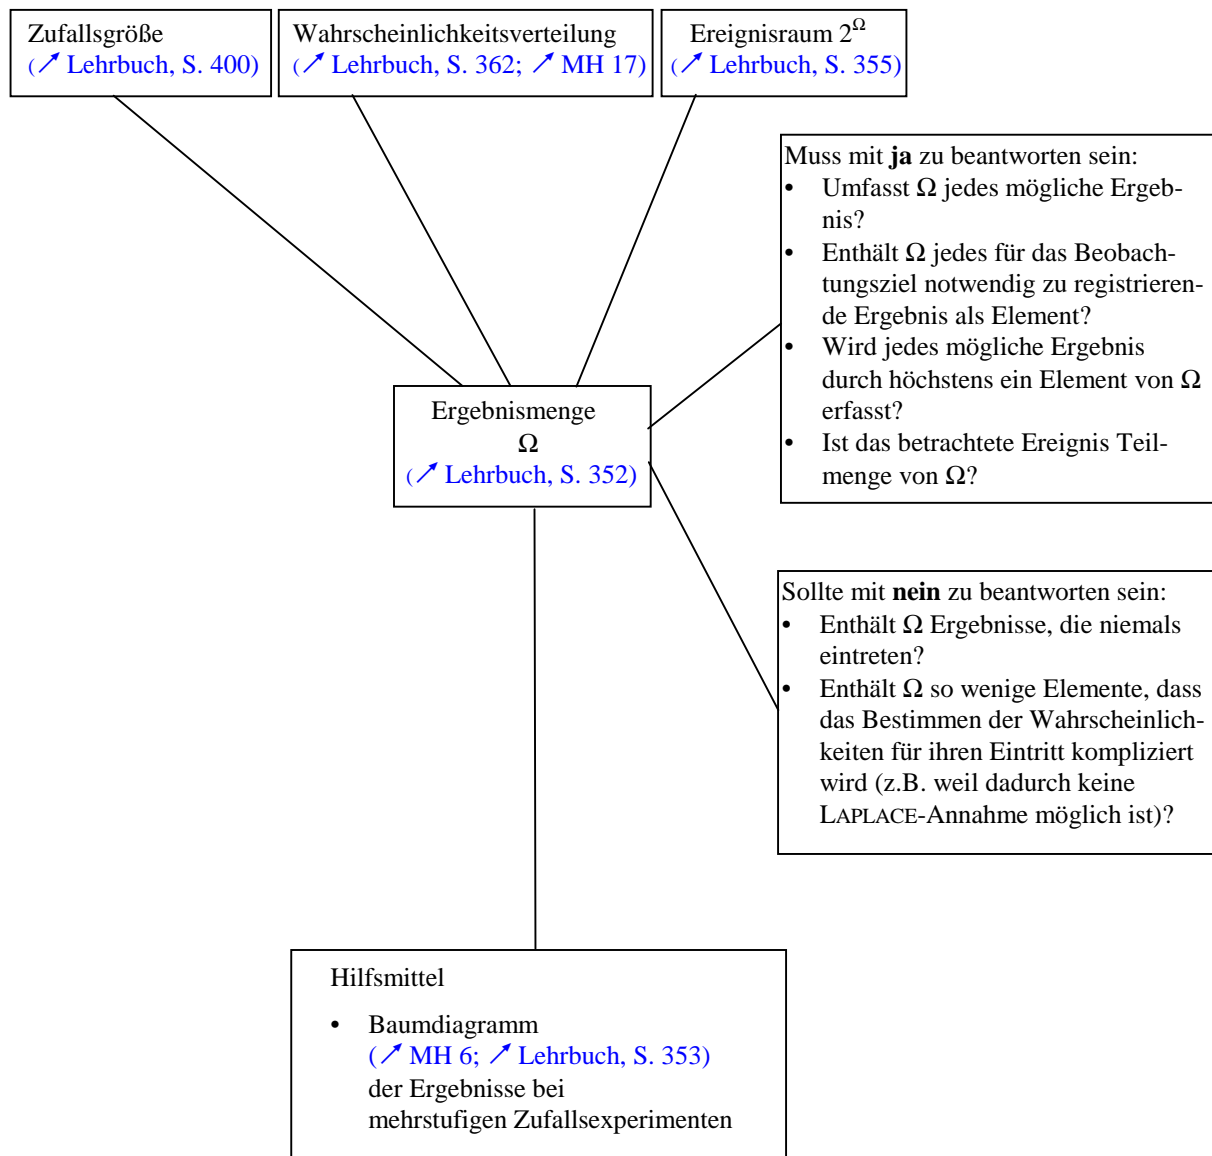 Zufallsgröße
(↗ Lehrbuch, S. 400)
Wahrscheinlichkeitsverteilung
(↗ Lehrbuch, S. 362; ↗ MH 17)
Ereignisraum 2^Ω
(↗ Lehrbuch, S. 355)
Muss mit ja zu beantworten sein:
• Umfasst Ω jedes mögliche Ergeb-
nis?
• Enthält Ω jedes für das Beobach-
tungsziel notwendig zu registrieren-
de Ergebnis als Element?
• Wird jedes mögliche Ergebnis
durch höchstens ein Element von Ω
erfasst?
• Ist das betrachtete Ereignis Teil-
menge von Ω?
Ergebnismenge
Ω
(↗ Lehrbuch, S. 352)
Sollte mit nein zu beantworten sein:
• Enthält Ω Ergebnisse, die niemals
eintreten?
• Enthält Ω so wenige Elemente, dass
das Bestimmen der Wahrscheinlich-
keiten für ihren Eintritt kompliziert
wird (z.B. weil dadurch keine
LAPLACE-Annahme möglich ist)?
Hilfsmittel
• Baumdiagramm
(↗ MH 6; ↗ Lehrbuch, S. 353)
der Ergebnisse bei
mehrstufigen Zufallsexperimenten